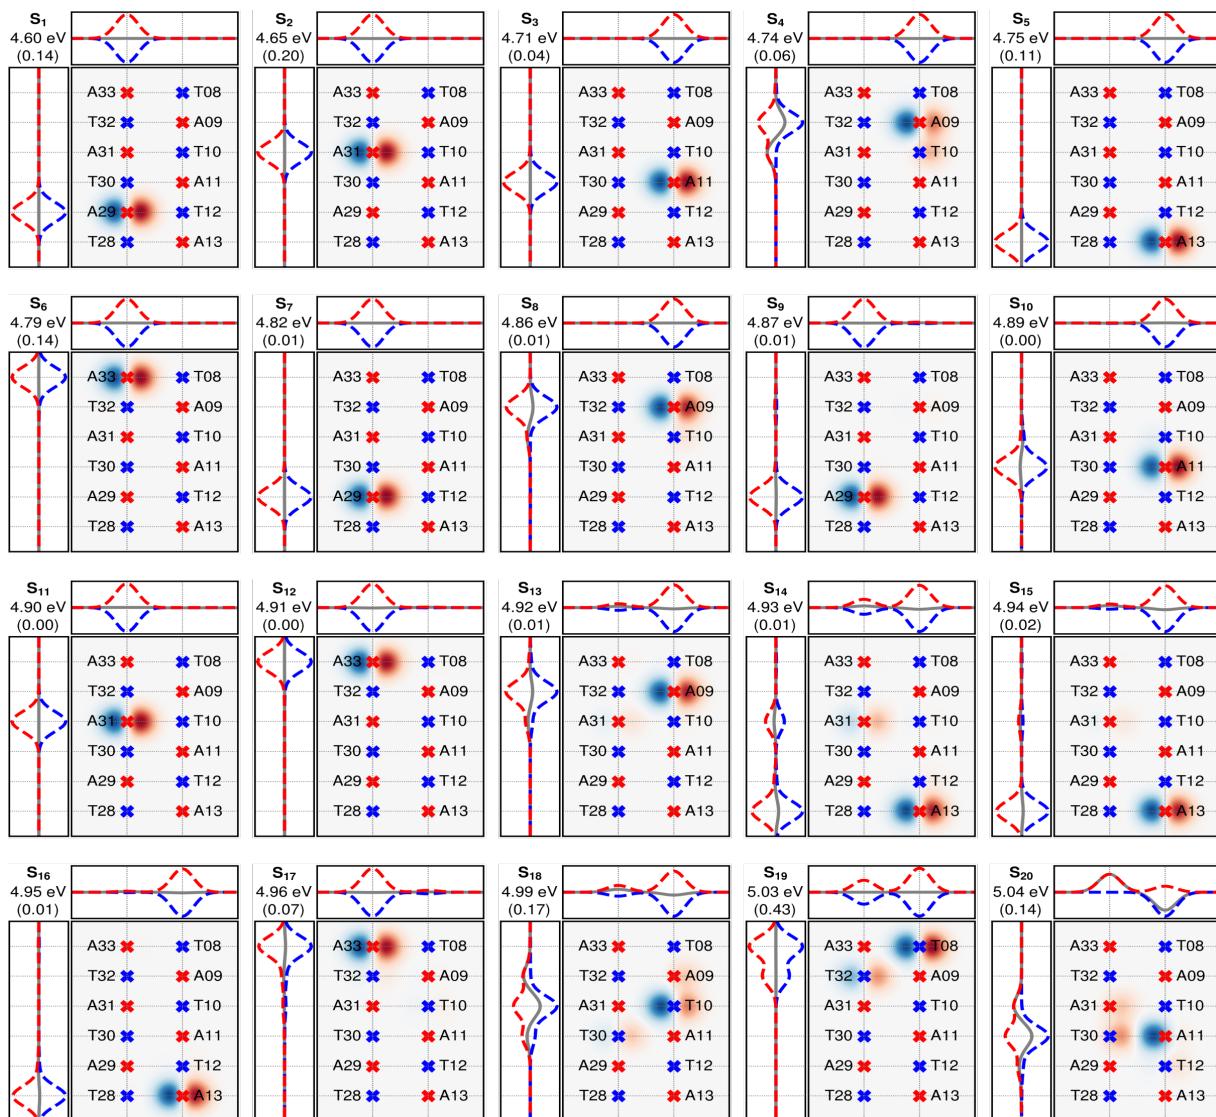 S₁
4.60 eV
(0.14)
A33 T08
T32 A09
A31 T10
T30 A11
A29 T12
T28 A13
S₂
4.65 eV
(0.20)
A33 T08
T32 A09
A31 T10
T30 A11
A29 T12
T28 A13
S₃
4.71 eV
(0.04)
A33 T08
T32 A09
A31 T10
T30 A11
A29 T12
T28 A13
S₄
4.74 eV
(0.06)
A33 T08
T32 A09
A31 T10
T30 A11
A29 T12
T28 A13
S₅
4.75 eV
(0.11)
A33 T08
T32 A09
A31 T10
T30 A11
A29 T12
T28 A13
S₆
4.79 eV
(0.14)
A33 T08
T32 A09
A31 T10
T30 A11
A29 T12
T28 A13
S₇
4.82 eV
(0.01)
A33 T08
T32 A09
A31 T10
T30 A11
A29 T12
T28 A13
S₈
4.86 eV
(0.01)
A33 T08
T32 A09
A31 T10
T30 A11
A29 T12
T28 A13
S₉
4.87 eV
(0.01)
A33 T08
T32 A09
A31 T10
T30 A11
A29 T12
T28 A13
S₁₀
4.89 eV
(0.00)
A33 T08
T32 A09
A31 T10
T30 A11
A29 T12
T28 A13
S₁₁
4.90 eV
(0.00)
A33 T08
T32 A09
A31 T10
T30 A11
A29 T12
T28 A13
S₁₂
4.91 eV
(0.00)
A33 T08
T32 A09
A31 T10
T30 A11
A29 T12
T28 A13
S₁₃
4.92 eV
(0.01)
A33 T08
T32 A09
A31 T10
T30 A11
A29 T12
T28 A13
S₁₄
4.93 eV
(0.01)
A33 T08
T32 A09
A31 T10
T30 A11
A29 T12
T28 A13
S₁₅
4.94 eV
(0.02)
A33 T08
T32 A09
A31 T10
T30 A11
A29 T12
T28 A13
S₁₆
4.95 eV
(0.01)
A33 T08
T32 A09
A31 T10
T30 A11
A29 T12
T28 A13
S₁₇
4.96 eV
(0.07)
A33 T08
T32 A09
A31 T10
T30 A11
A29 T12
T28 A13
S₁₈
4.99 eV
(0.17)
A33 T08
T32 A09
A31 T10
T30 A11
A29 T12
T28 A13
S₁₉
5.03 eV
(0.43)
A33 T08
T32 A09
A31 T10
T30 A11
A29 T12
T28 A13
S₂₀
5.04 eV
(0.14)
A33 T08
T32 A09
A31 T10
T30 A11
A29 T12
T28 A13